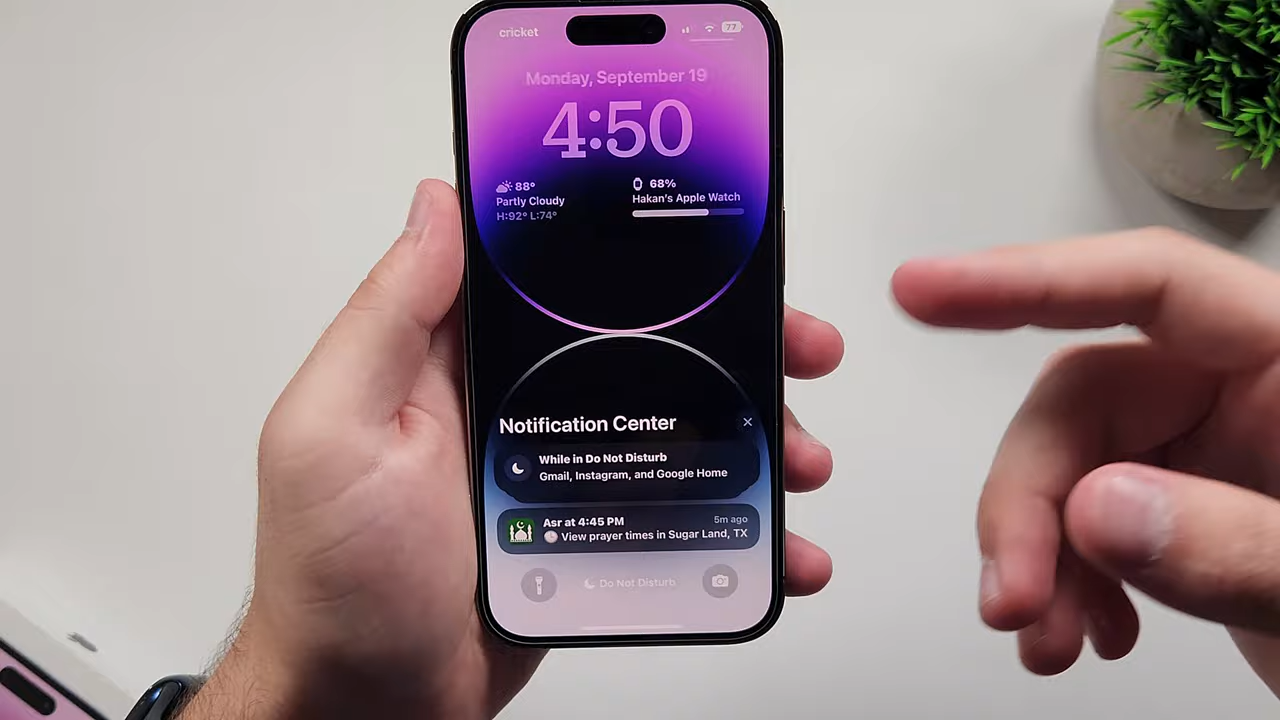 cricket
77
Monday, September 19
4:50
88°
Partly Cloudy
H:92° L:74°
68%
Hakan's Apple Watch
Notification Center
While in Do Not Disturb
Gmail, Instagram, and Google Home
Asr at 4:45 PM
5m ago
View prayer times in Sugar Land, TX
Do Not Disturb